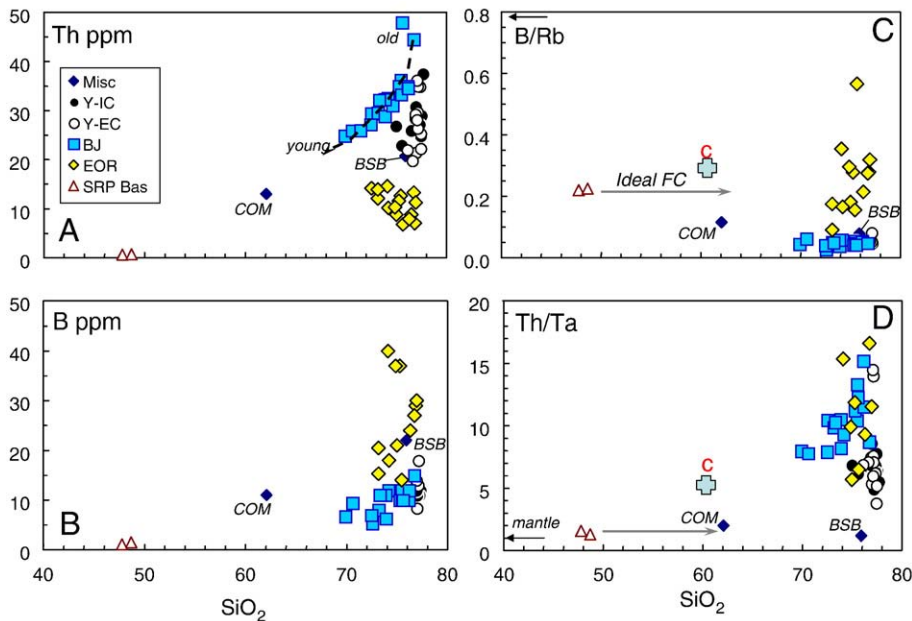 50
40
30
20
10
0
Th ppm
Misc
Y-IC
Y-EC
BJ
EOR
SRP Bas
old
young
BSB
COM
A
0.8
0.6
0.4
0.2
0.0
B/Rb
C
C
Ideal FC
COM
BSB
50
40
30
20
10
0
B ppm
BSB
COM
B
40 50 60 70 80
SiO2
20
15
10
5
0
Th/Ta
D
C
mantle
COM
BSB
40 50 60 70 80
SiO2